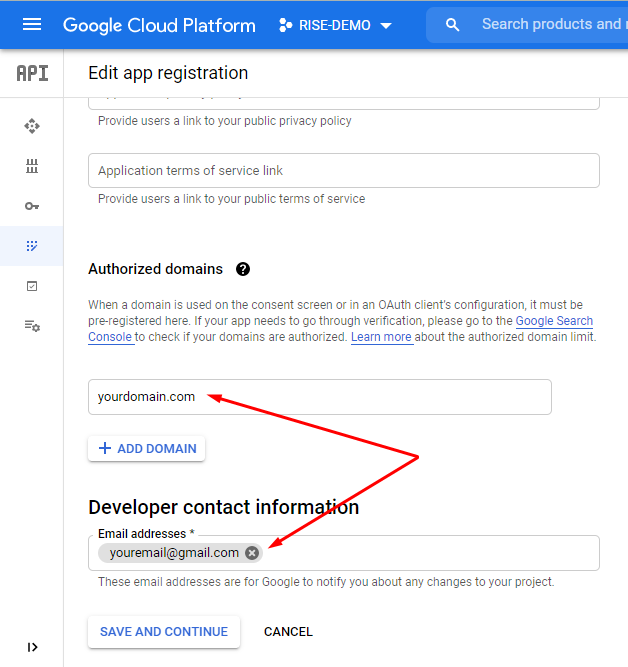 Google Cloud Platform
RISE-DEMO
Search products and
API
Edit app registration
Provide users a link to your public privacy policy
Application terms of service link
Provide users a link to your public terms of service
Authorized domains ?
When a domain is used on the consent screen or in an OAuth client's configuration, it must be
pre-registered here. If your app needs to go through verification, please go to the Google Search
Console to check if your domains are authorized. Learn more about the authorized domain limit.
yourdomain.com
+ ADD DOMAIN
Developer contact information
Email addresses *
youremail@gmail.com
These email addresses are for Google to notify you about any changes to your project.
SAVE AND CONTINUE
CANCEL